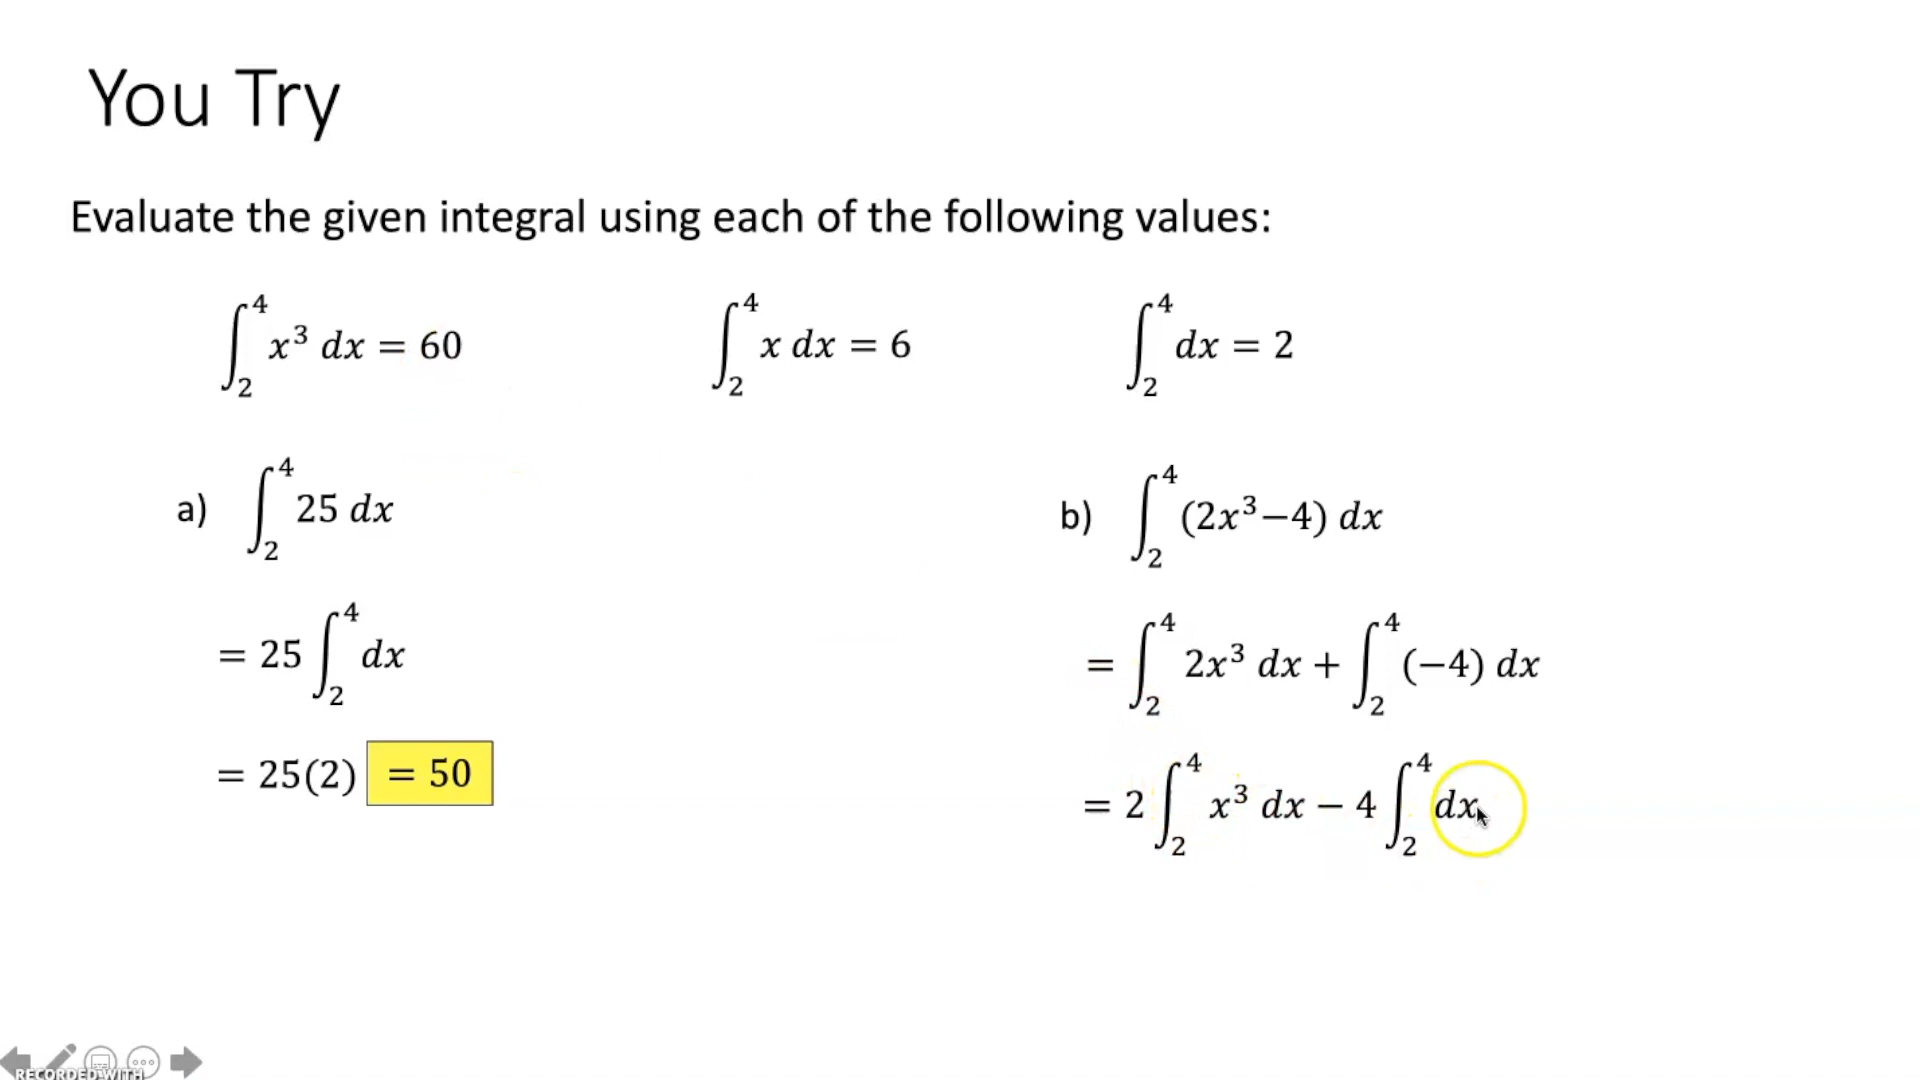 You Try
Evaluate the given integral using each of the following values:
∫₂⁴ x³ dx = 60
∫₂⁴ x dx = 6
∫₂⁴ dx = 2
a) ∫₂⁴ 25 dx
= 25 ∫₂⁴ dx
= 25(2) = 50
b) ∫₂⁴ (2x³−4) dx
= ∫₂⁴ 2x³ dx + ∫₂⁴ (−4) dx
= 2 ∫₂⁴ x³ dx − 4 ∫₂⁴ dx
RECORDED WITH